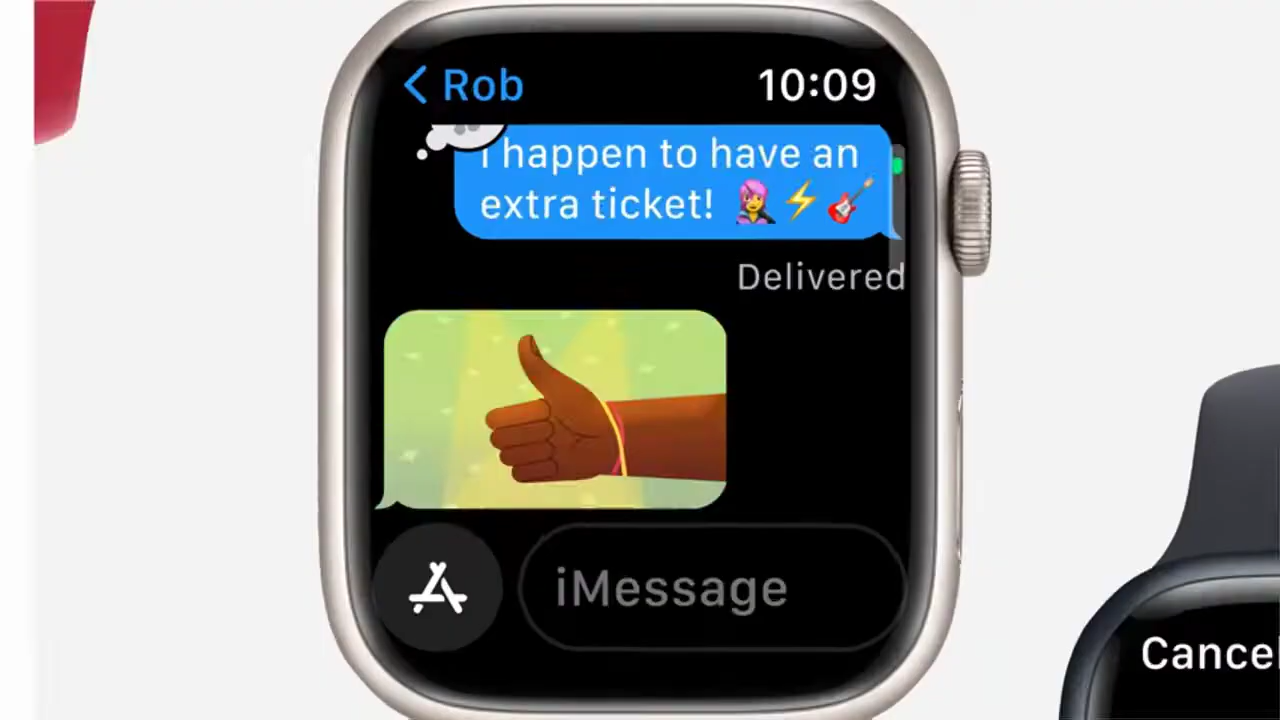 Rob
10:09
I happen to have an
extra ticket! 👩‍🎤⚡🎸
Delivered
iMessage
Cancel